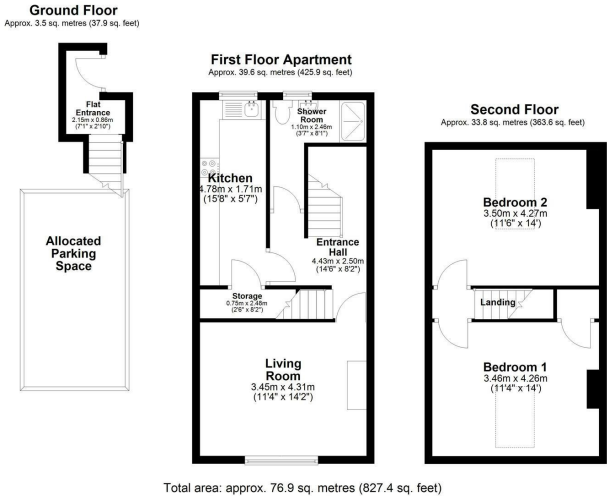 Ground Floor
Approx. 3.5 sq. metres (37.9 sq. feet)
Flat
Entrance
2.15m x 0.86m
(7'1" x 2'10")
Allocated
Parking
Space
First Floor Apartment
Approx. 39.6 sq. metres (425.9 sq. feet)
Shower
Room
1.10m x 2.46m
(3'7" x 8'1")
Kitchen
4.78m x 1.71m
(15'8" x 5'7")
Entrance
Hall
4.43m x 2.50m
(14'6" x 8'2")
Storage
0.75m x 2.48m
(2'6" x 8'2")
Living
Room
3.45m x 4.31m
(11'4" x 14'2")
Second Floor
Approx. 33.8 sq. metres (363.6 sq. feet)
Bedroom 2
3.50m x 4.27m
(11'6" x 14')
Landing
Bedroom 1
3.46m x 4.26m
(11'4" x 14')
Total area: approx. 76.9 sq. metres (827.4 sq. feet)